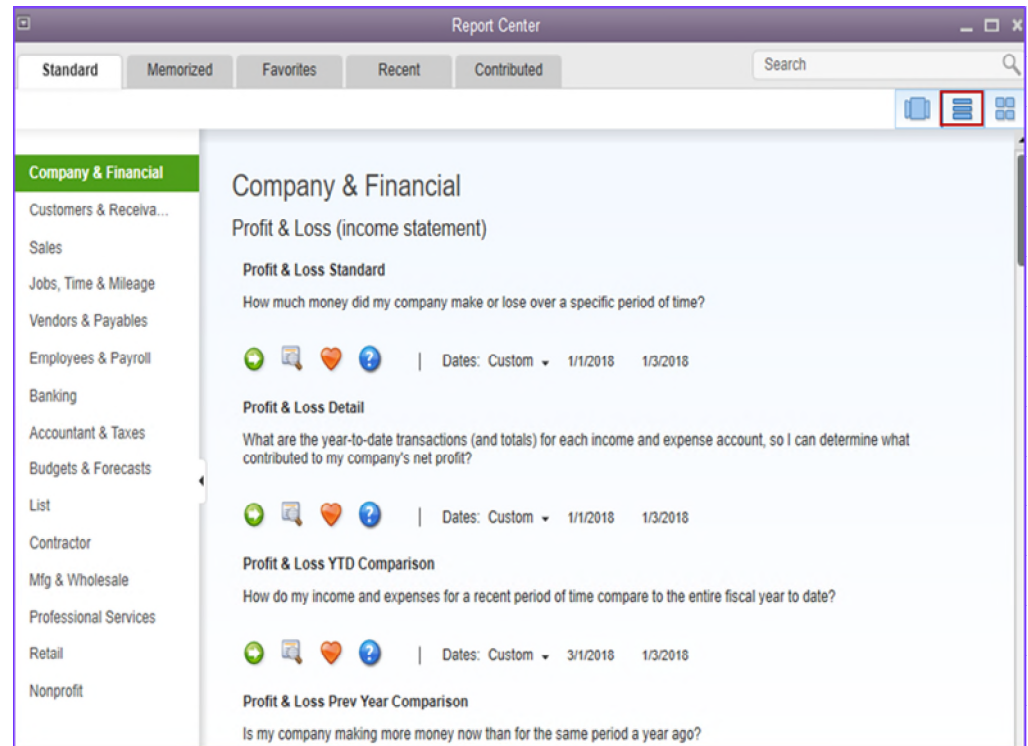 Report Center
Standard
Memorized
Favorites
Recent
Contributed
Search
Company & Financial
Customers & Receiva...
Sales
Jobs, Time & Mileage
Vendors & Payables
Employees & Payroll
Banking
Accountant & Taxes
Budgets & Forecasts
List
Contractor
Mfg & Wholesale
Professional Services
Retail
Nonprofit
Company & Financial
Profit & Loss (income statement)
Profit & Loss Standard
How much money did my company make or lose over a specific period of time?
| Dates: Custom 1/1/2018 1/3/2018
Profit & Loss Detail
What are the year-to-date transactions (and totals) for each income and expense account, so I can determine what
contributed to my company's net profit?
| Dates: Custom 1/1/2018 1/3/2018
Profit & Loss YTD Comparison
How do my income and expenses for a recent period of time compare to the entire fiscal year to date?
| Dates: Custom 3/1/2018 1/3/2018
Profit & Loss Prev Year Comparison
Is my company making more money now than for the same period a year ago?